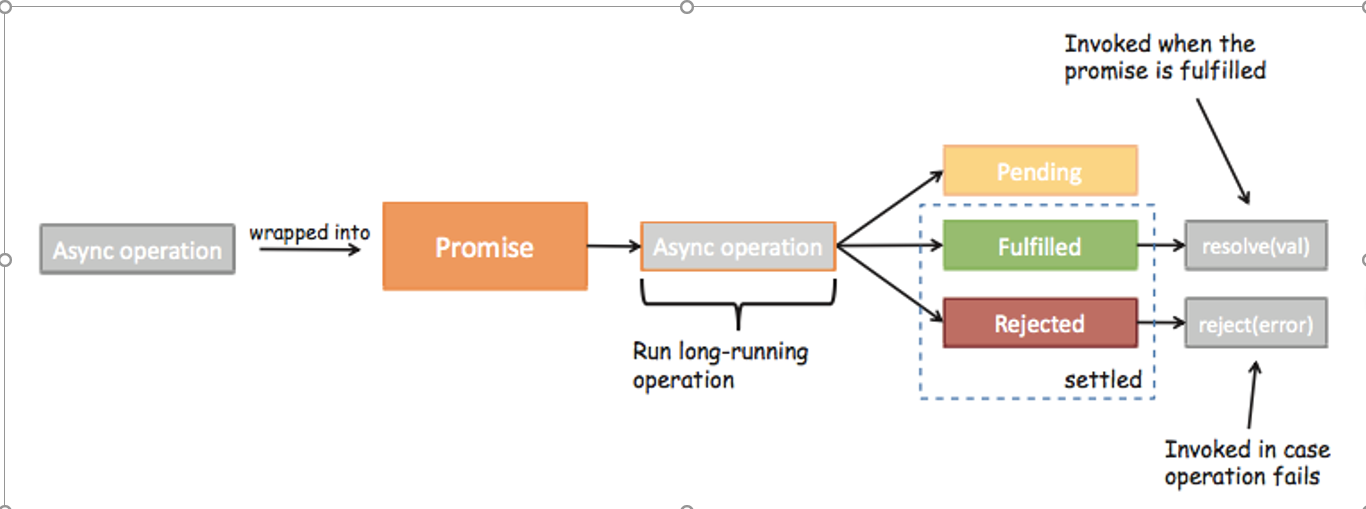 Invoked when the
promise is fulfilled
Pending
Async operation
wrapped into
Promise
Async operation
Fulfilled
resolve(val)
Rejected
reject(error)
Run long-running
operation
settled
Invoked in case
operation fails